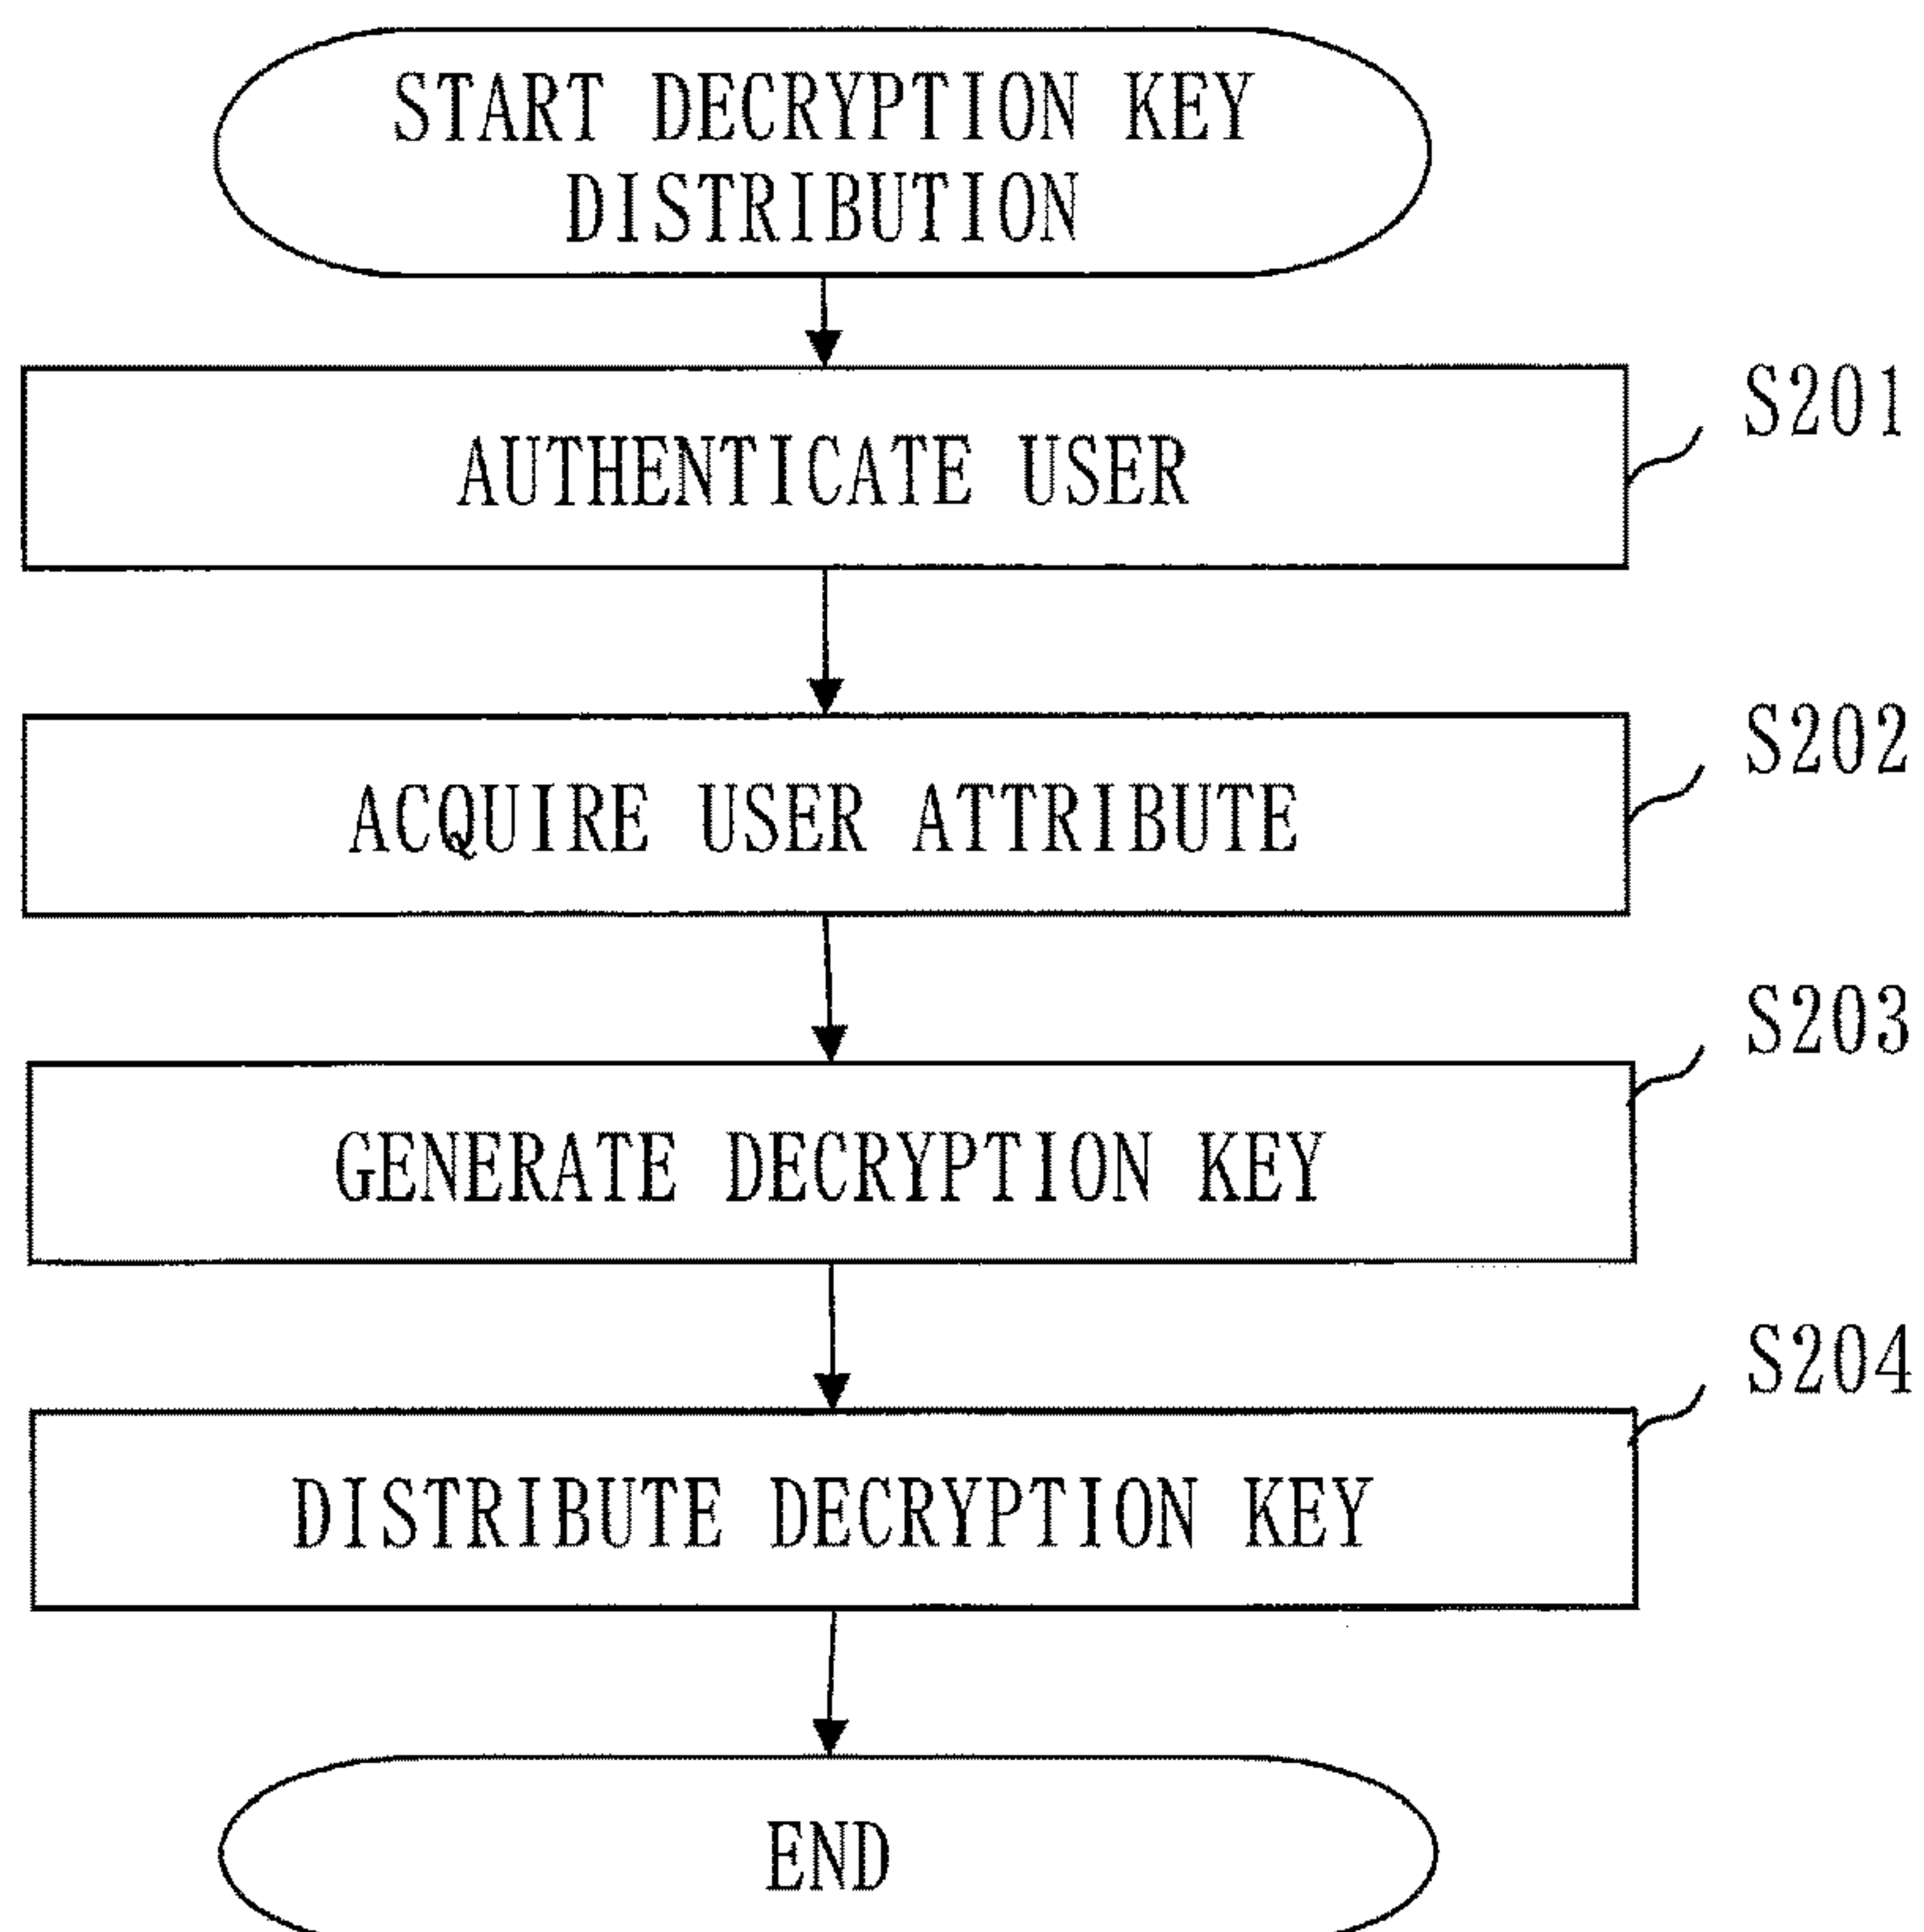 START DECRYPTION KEY
DISTRIBUTION
S201
AUTHENTICATE USER
S202
ACQUIRE USER ATTRIBUTE
S203
GENERATE DECRYPTION KEY
S204
DISTRIBUTE DECRYPTION KEY
END